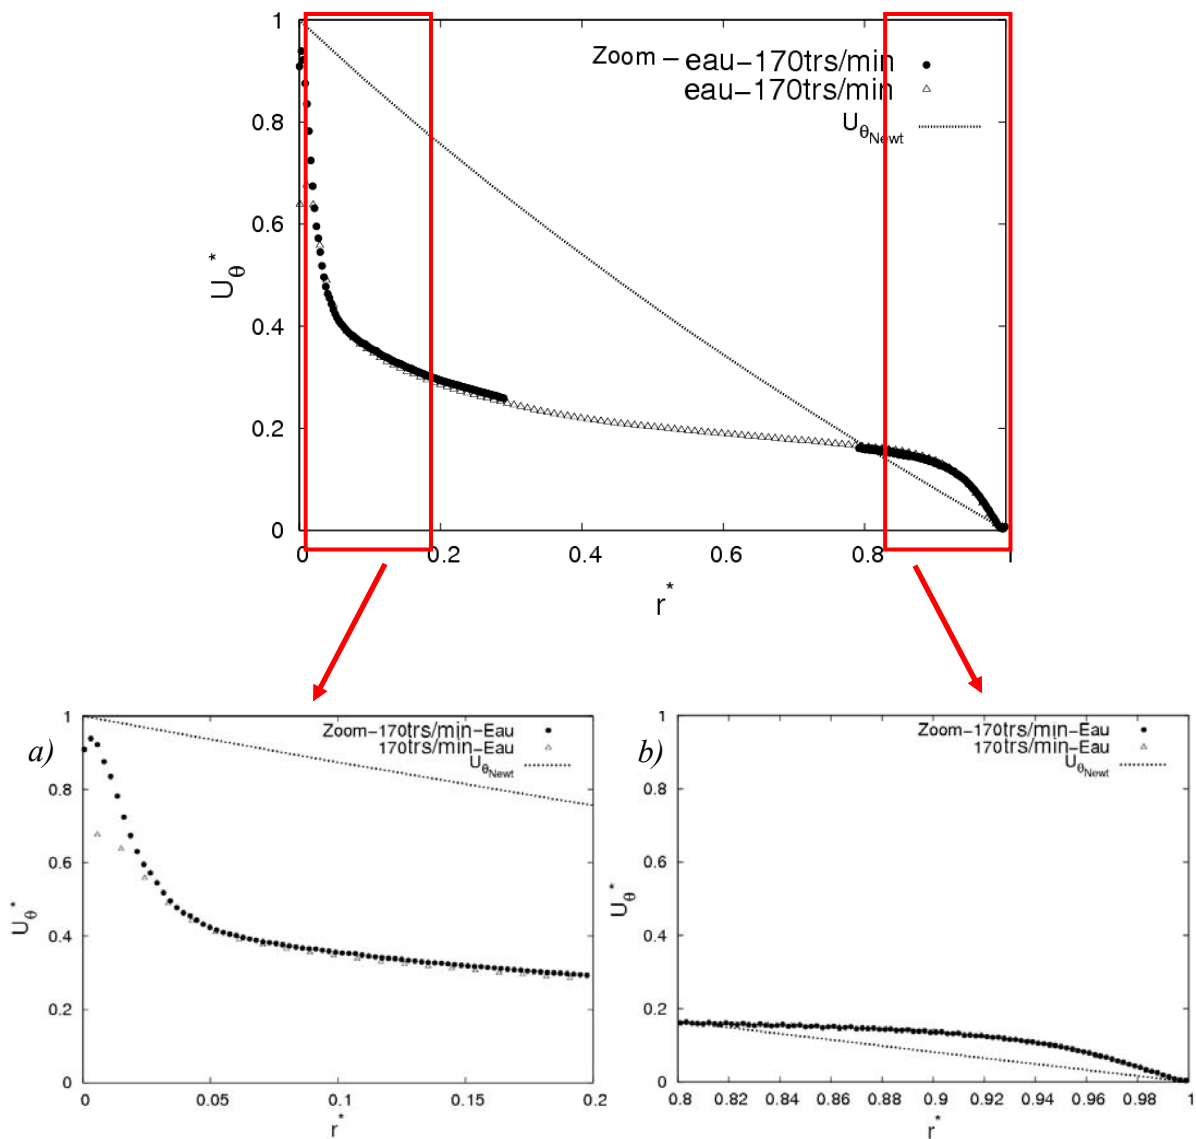 1
0.8
0.6
0.4
0.2
0
U_θ^*
Zoom – eau–170trs/min
eau–170trs/min
U_θ_Newt
0 0.2 0.4 0.6 0.8 1
r^*
a)
1
0.8
0.6
0.4
0.2
0
U_θ^*
Zoom–170trs/min–Eau
170trs/min–Eau
U_θ_Newt
0 0.05 0.1 0.15 0.2
r^*
b)
1
0.8
0.6
0.4
0.2
0
U_θ^*
Zoom–170trs/min–Eau
170trs/min–Eau
U_θ_Newt
0.8 0.82 0.84 0.86 0.88 0.9 0.92 0.94 0.96 0.98 1
r^*